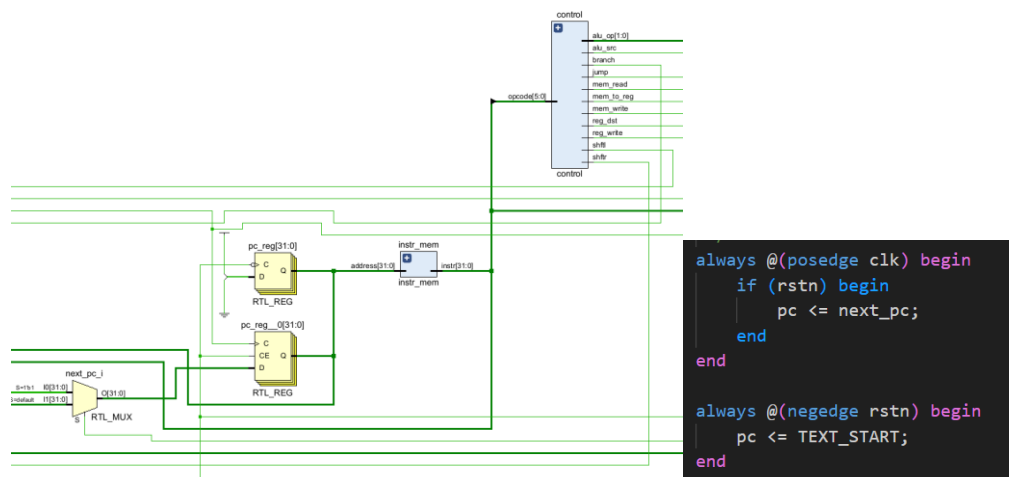 control
alu_op[1:0]
alu_src
branch
jump
mem_read
opcode[5:0]
mem_to_reg
mem_write
reg_dst
reg_write
shftl
shftr
control
pc_reg[31:0]
C
D
Q
RTL_REG
instr_mem
address[31:0]
instr[31:0]
instr_mem
pc_reg__0[31:0]
C
CE
Q
D
RTL_REG
next_pc_i
S=1'b1
I0[31:0]
S=default
I1[31:0]
O[31:0]
S
RTL_MUX
always @(posedge clk) begin
if (rstn) begin
pc <= next_pc;
end
end
always @(negedge rstn) begin
pc <= TEXT_START;
end